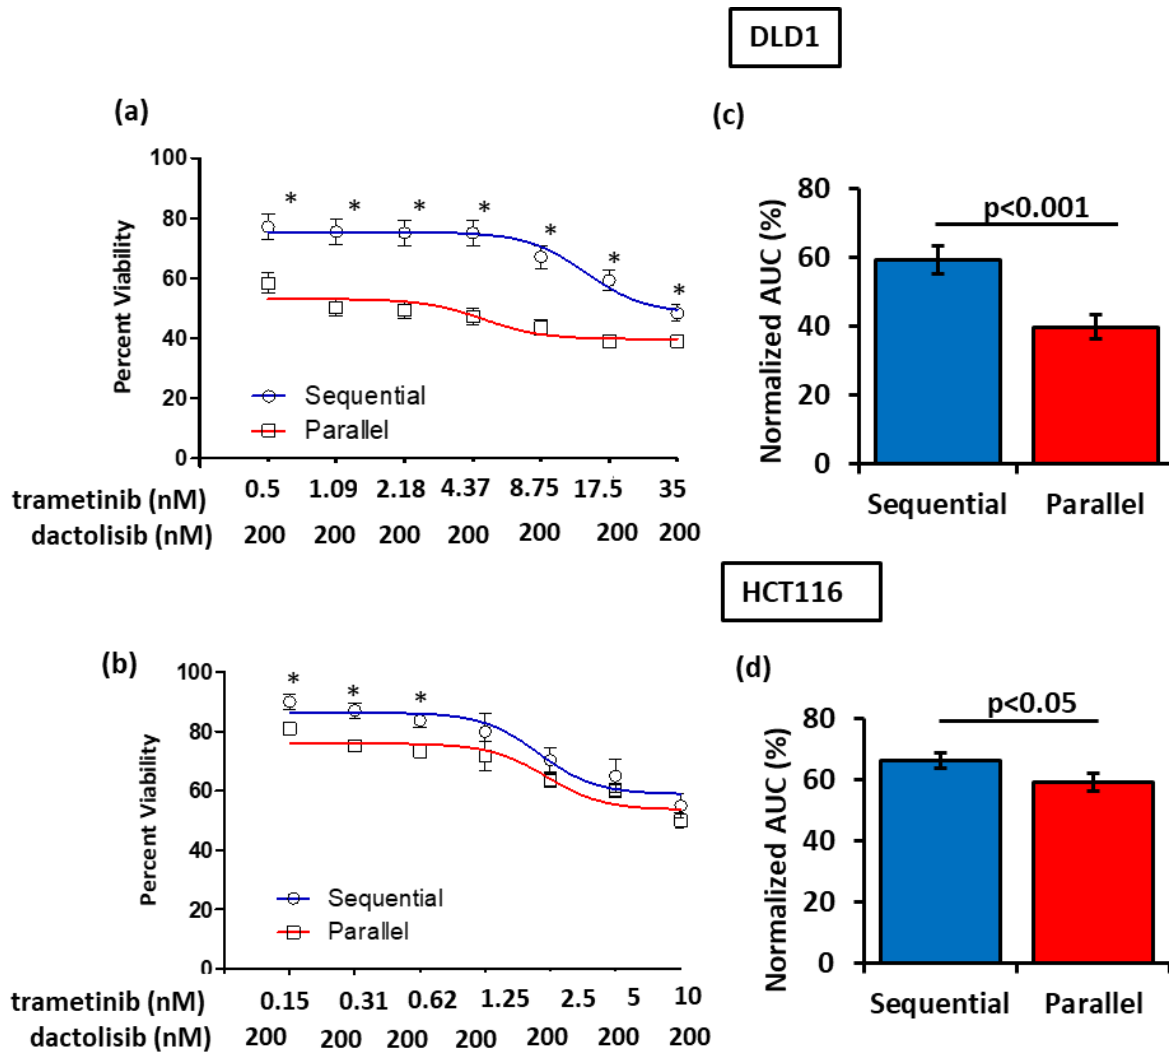 DLD1
(a)
100
80
60
40
20
0
Percent Viability
* * * * * * *
Sequential
Parallel
trametinib (nM) 0.5 1.09 2.18 4.37 8.75 17.5 35
dactolisib (nM) 200 200 200 200 200 200 200
(c)
80
60
40
20
0
Normalized AUC (%)
p<0.001
Sequential Parallel
HCT116
(b)
100
80
60
40
20
0
Percent Viability
* * *
Sequential
Parallel
trametinib (nM) 0.15 0.31 0.62 1.25 2.5 5 10
dactolisib (nM) 200 200 200 200 200 200 200
(d)
80
60
40
20
0
Normalized AUC (%)
p<0.05
Sequential Parallel